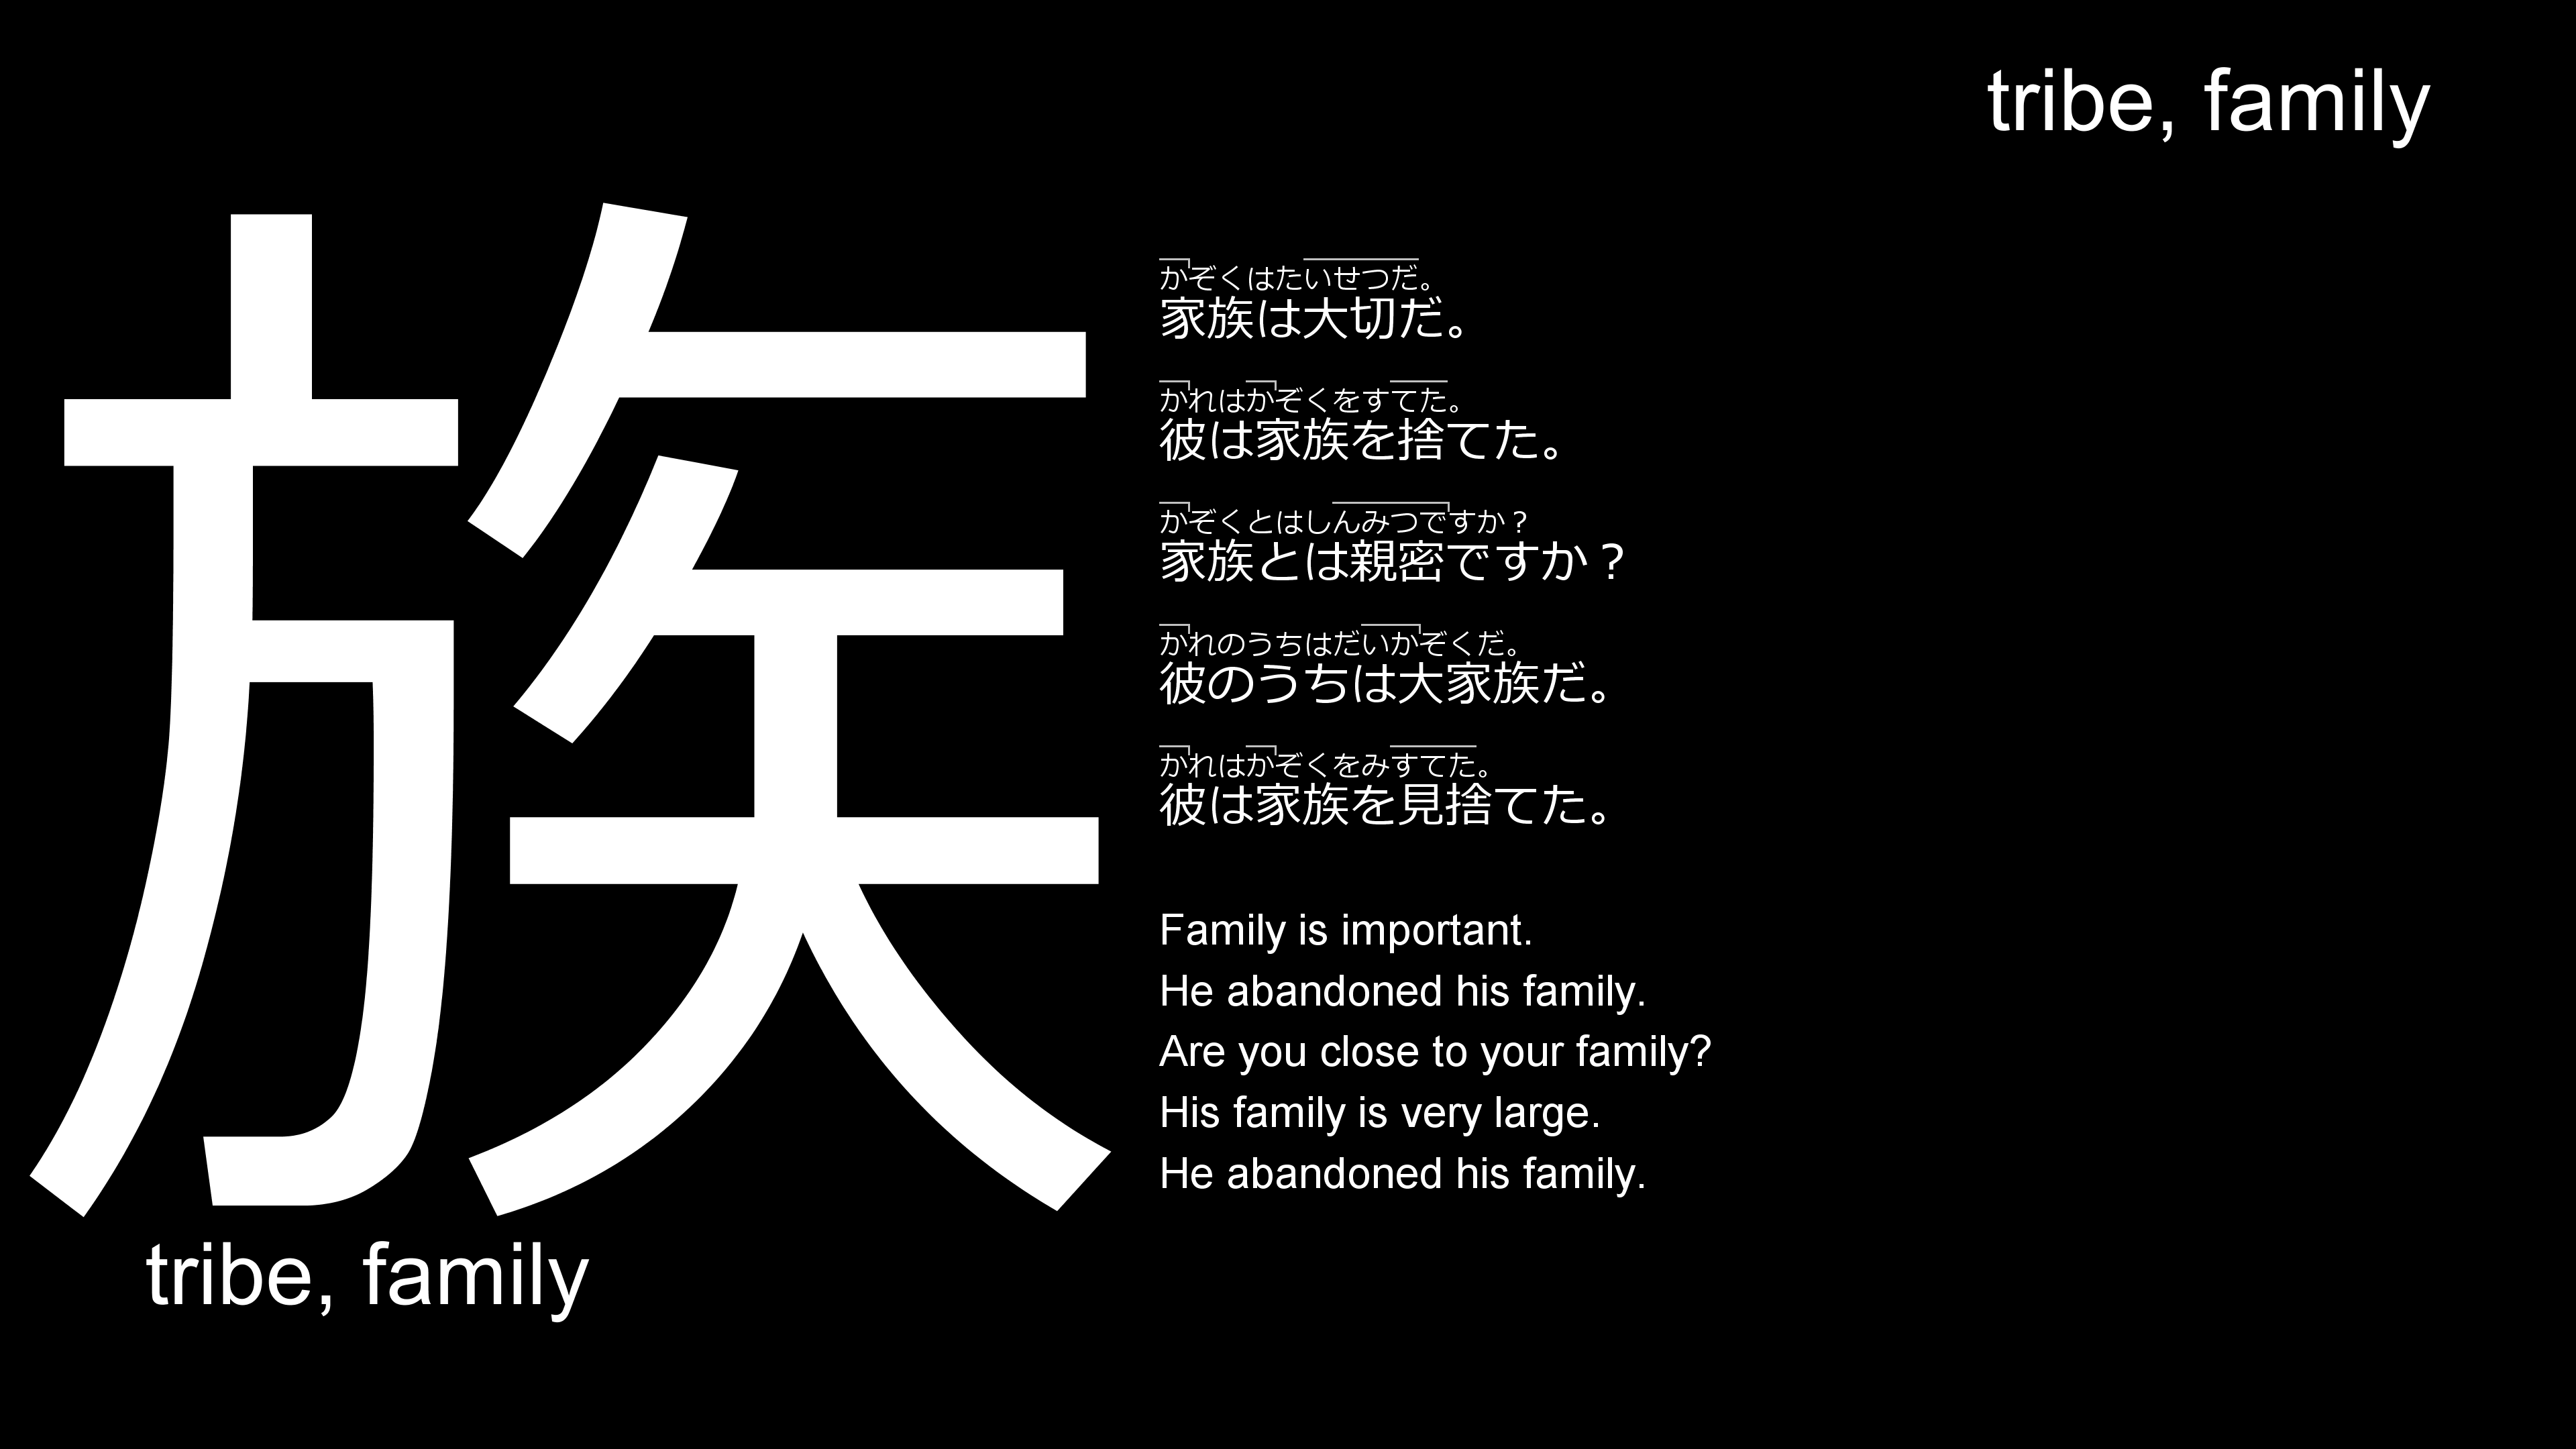 tribe, family
族
かぞくはたいせつだ。
家族は大切だ。
かれはかぞくをすてた。
彼は家族を捨てた。
かぞくとはしんみつですか？
家族とは親密ですか？
かれのうちはだいかぞくだ。
彼のうちは大家族だ。
かれはかぞくをみすてた。
彼は家族を見捨てた。
Family is important.
He abandoned his family.
Are you close to your family?
His family is very large.
He abandoned his family.
tribe, family